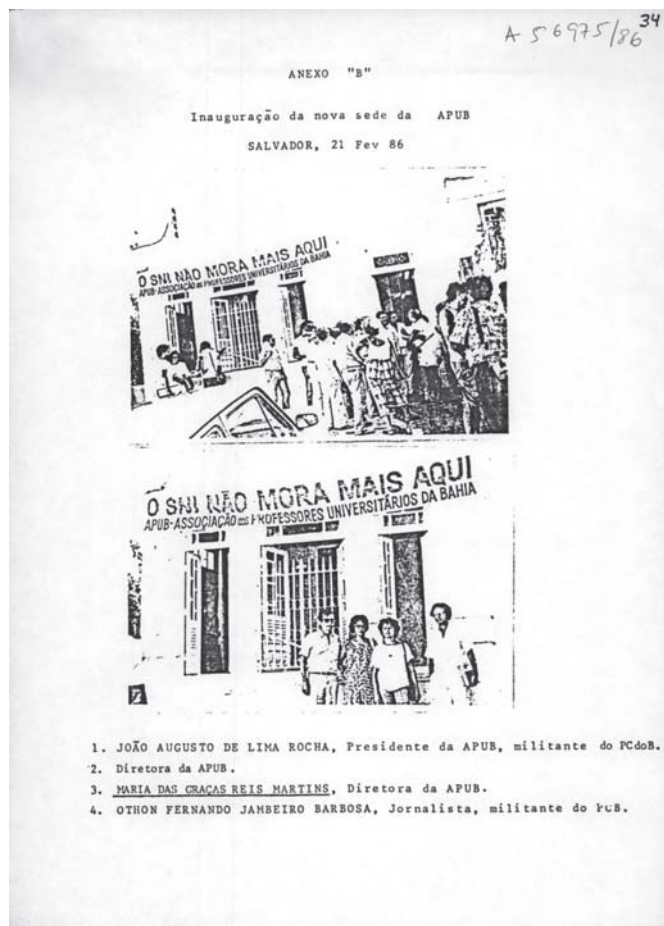 34
A 56975/86
ANEXO "B"
Inauguração da nova sede da APUB
SALVADOR, 21 Fev 86
O SNI NÃO MORA MAIS AQUI
APUB-ASSOCIAÇÃO dos PROFESSORES UNIVERSITÁRIOS DA BAHIA
O SNI NÃO MORA MAIS AQUI
APUB-ASSOCIAÇÃO dos PROFESSORES UNIVERSITÁRIOS DA BAHIA
1. JOÃO AUGUSTO DE LIMA ROCHA, Presidente da APUB, militante do PCdoB.
2. Diretora da APUB.
3. MARIA DAS GRAÇAS REIS MARTINS, Diretora da APUB.
4. OTHON FERNANDO JAMBEIRO BARBOSA, Jornalista, militante do PCB.